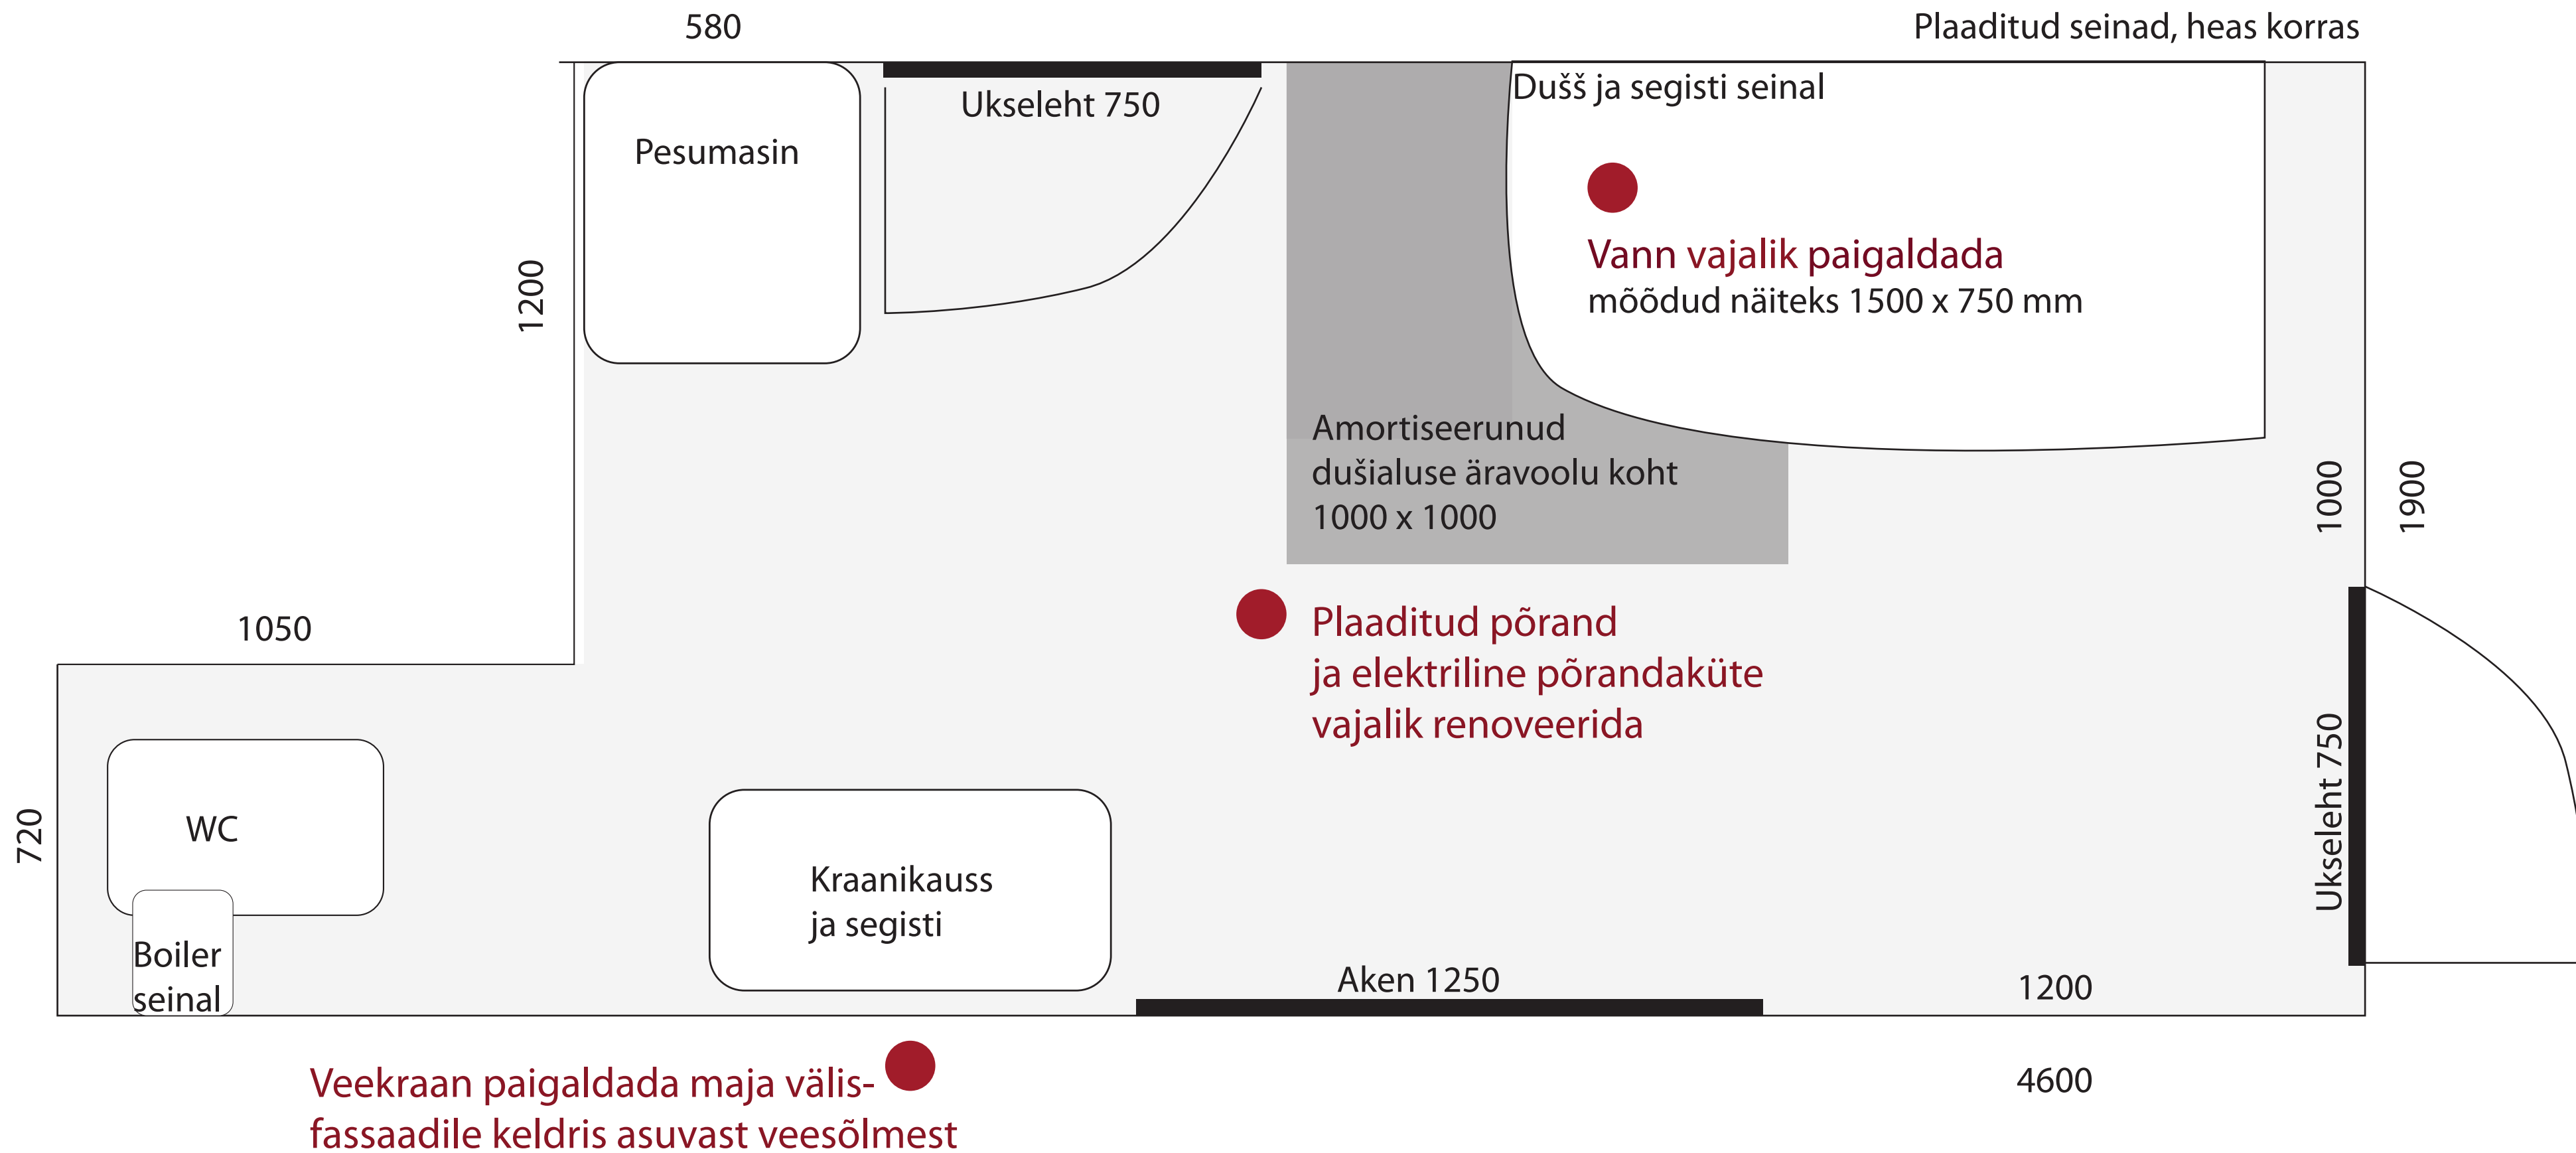 580
Plaaditud seinad, heas korras
Ukseleht 750
Dušš ja segisti seinal
Pesumasin
Vann vajalik paigaldada
mõõdud näiteks 1500 x 750 mm
1200
Amortiseerunud
dušialuse äravoolu koht
1000 x 1000
1000
1900
1050
Plaaditud põrand
ja elektriline põrandaküte
vajalik renoveerida
720
WC
Ukseleht 750
Kraanikauss
ja segisti
Boiler
seinal
Aken 1250
1200
Veekraan paigaldada maja välis-
fassaadile keldris asuvast veesõlmest
4600